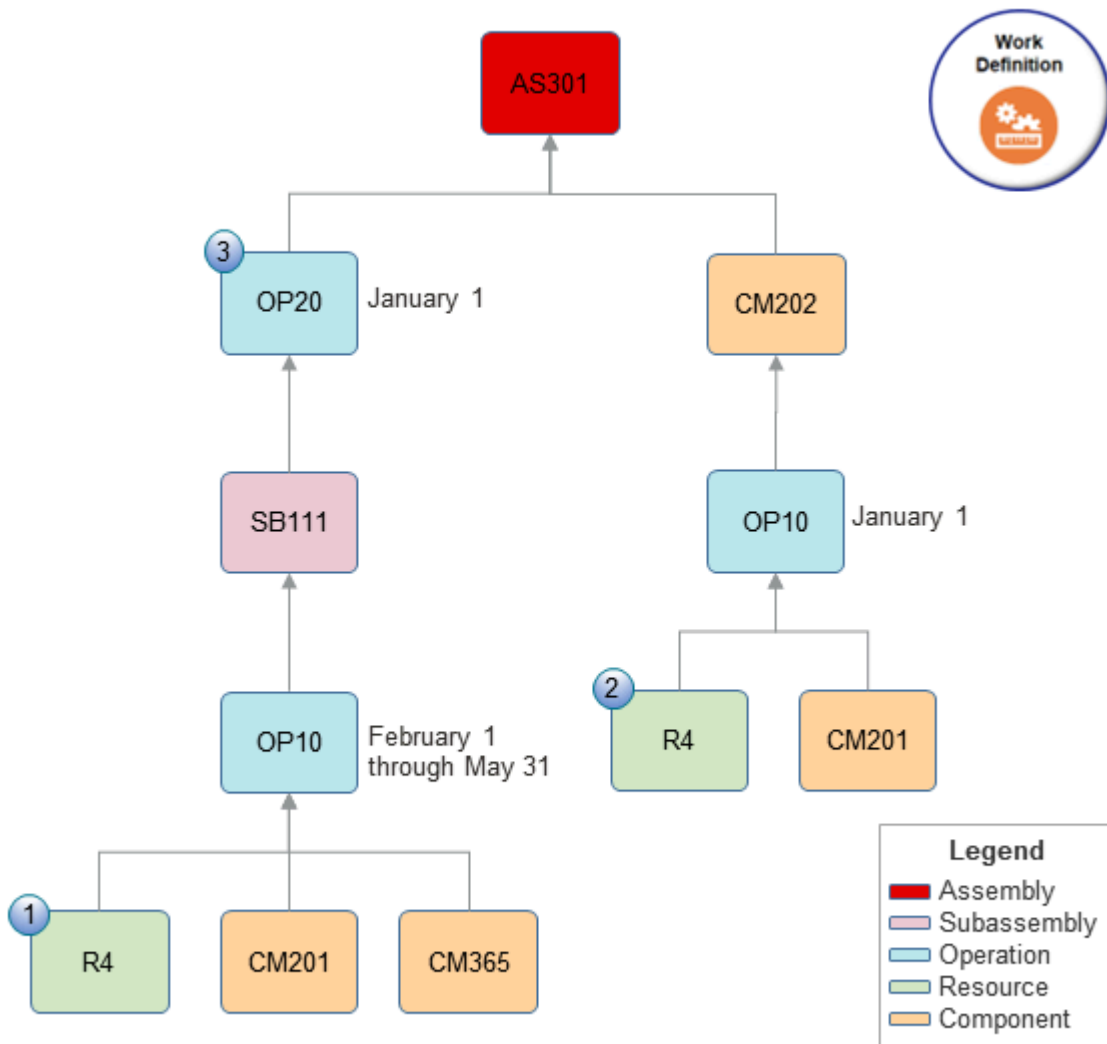 Work
Definition
AS301
3
OP20
January 1
CM202
SB111
OP10
January 1
2
OP10
February 1
through May 31
R4
CM201
1
R4
CM201
CM365
Legend
Assembly
Subassembly
Operation
Resource
Component